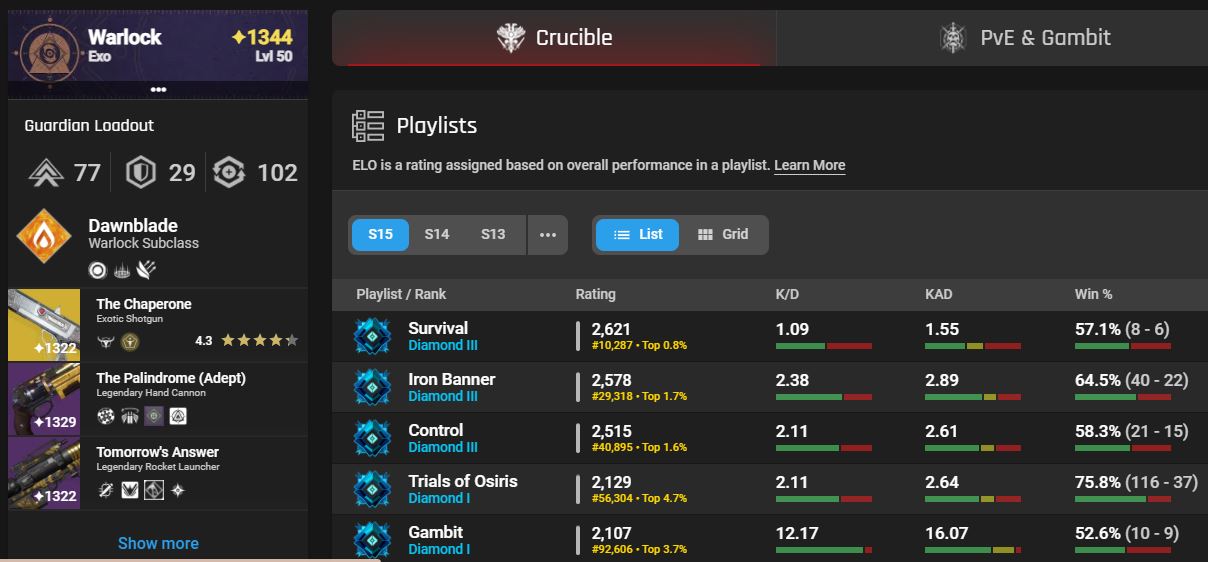 Warlock
Exo
✦1344
Lvl 50
•••
Guardian Loadout
77 29 102
Dawnblade
Warlock Subclass
The Chaperone
Exotic Shotgun
✦1322
4.3
The Palindrome (Adept)
Legendary Hand Cannon
✦1329
Tomorrow's Answer
Legendary Rocket Launcher
✦1322
Show more
Crucible
PvE & Gambit
Playlists
ELO is a rating assigned based on overall performance in a playlist. Learn More
S15 S14 S13 ••• List Grid
Playlist / Rank Rating K/D KAD Win %
Survival 2,621 1.09 1.55 57.1% (8 - 6)
Diamond III #10,287 • Top 0.8%
Iron Banner 2,578 2.38 2.89 64.5% (40 - 22)
Diamond III #29,318 • Top 1.7%
Control 2,515 2.11 2.61 58.3% (21 - 15)
Diamond III #40,895 • Top 1.6%
Trials of Osiris 2,129 2.11 2.64 75.8% (116 - 37)
Diamond I #56,304 • Top 4.7%
Gambit 2,107 12.17 16.07 52.6% (10 - 9)
Diamond I #92,606 • Top 3.7%